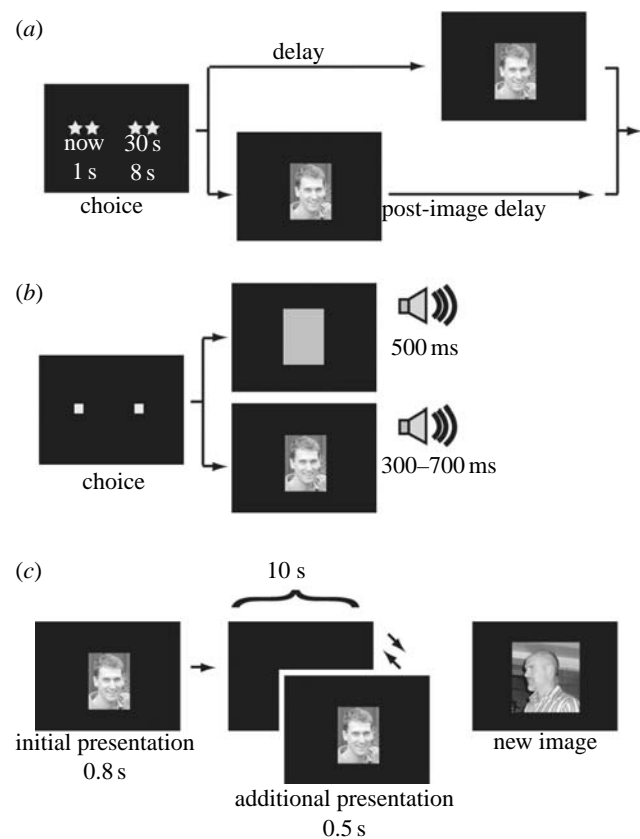 (a)
delay
now 30 s
1 s 8 s
choice
post-image delay
(b)
500 ms
choice
300–700 ms
(c)
10 s
initial presentation
0.8 s
new image
additional presentation
0.5 s